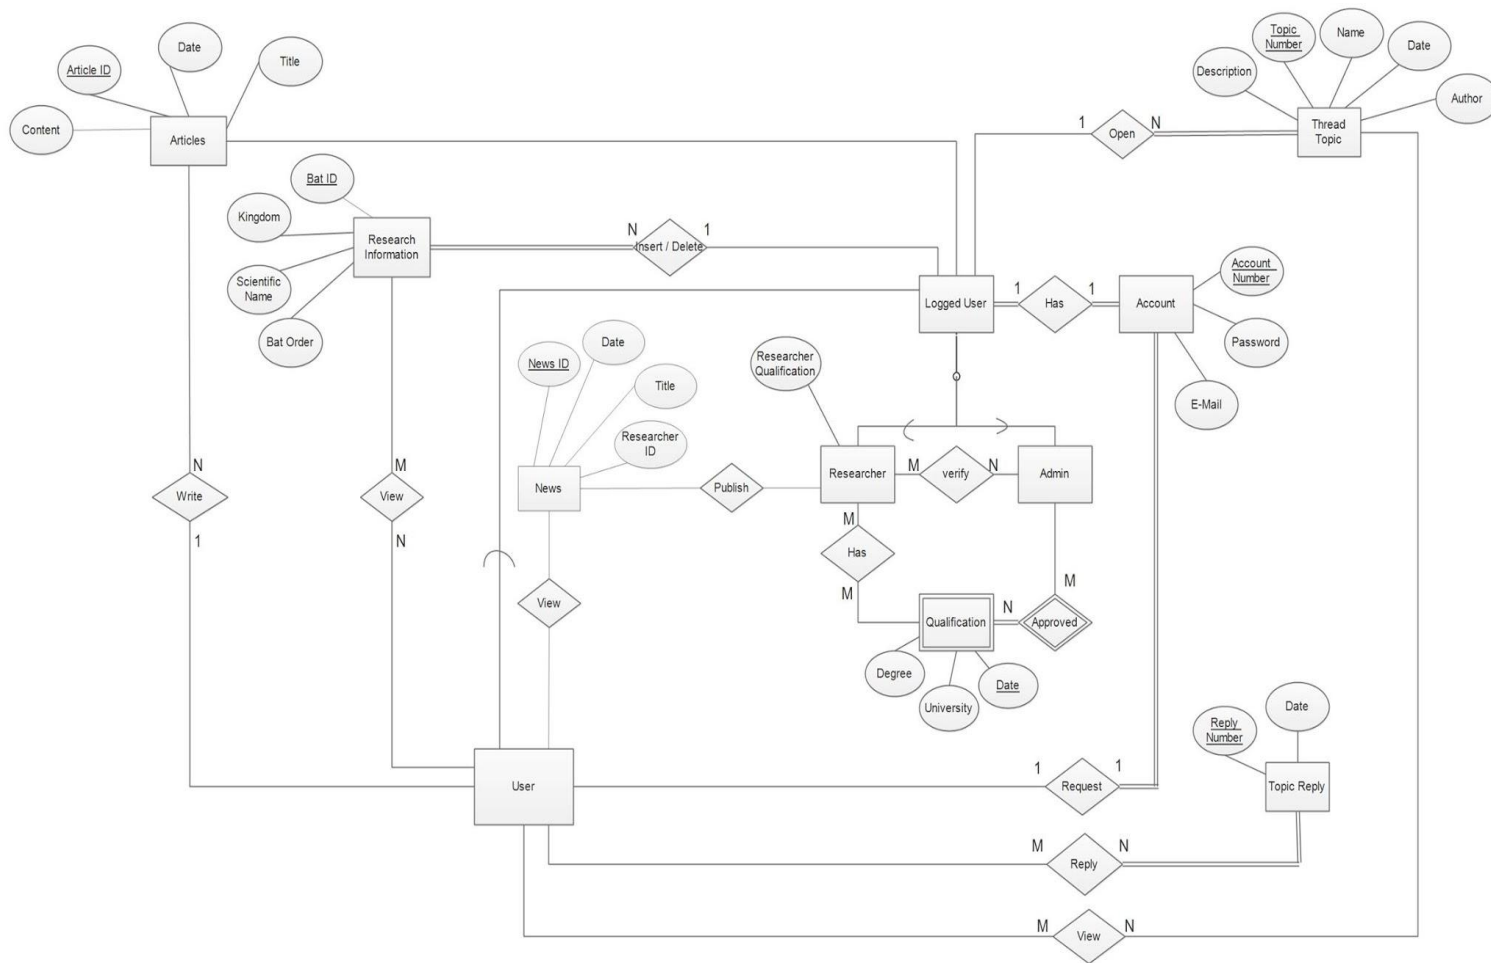 Date
Title
Article ID
Content
Articles
Topic
Number
Name
Date
Description
Author
Thread
Topic
1
Open
N
Bat ID
Kingdom
Research
Information
Scientific
Name
Bat Order
N
Insert / Delete
1
Logged User
1
Has
1
Account
Account
Number
Password
E-Mail
News ID
Date
Title
Researcher
ID
News
Publish
Researcher
Qualification
Researcher
M
verify
N
Admin
N
Write
1
M
View
N
View
M
Has
M
Qualification
N
M
Approved
Degree
University
Date
User
1
Request
1
Reply
Number
Date
Topic Reply
M
Reply
N
M
View
N